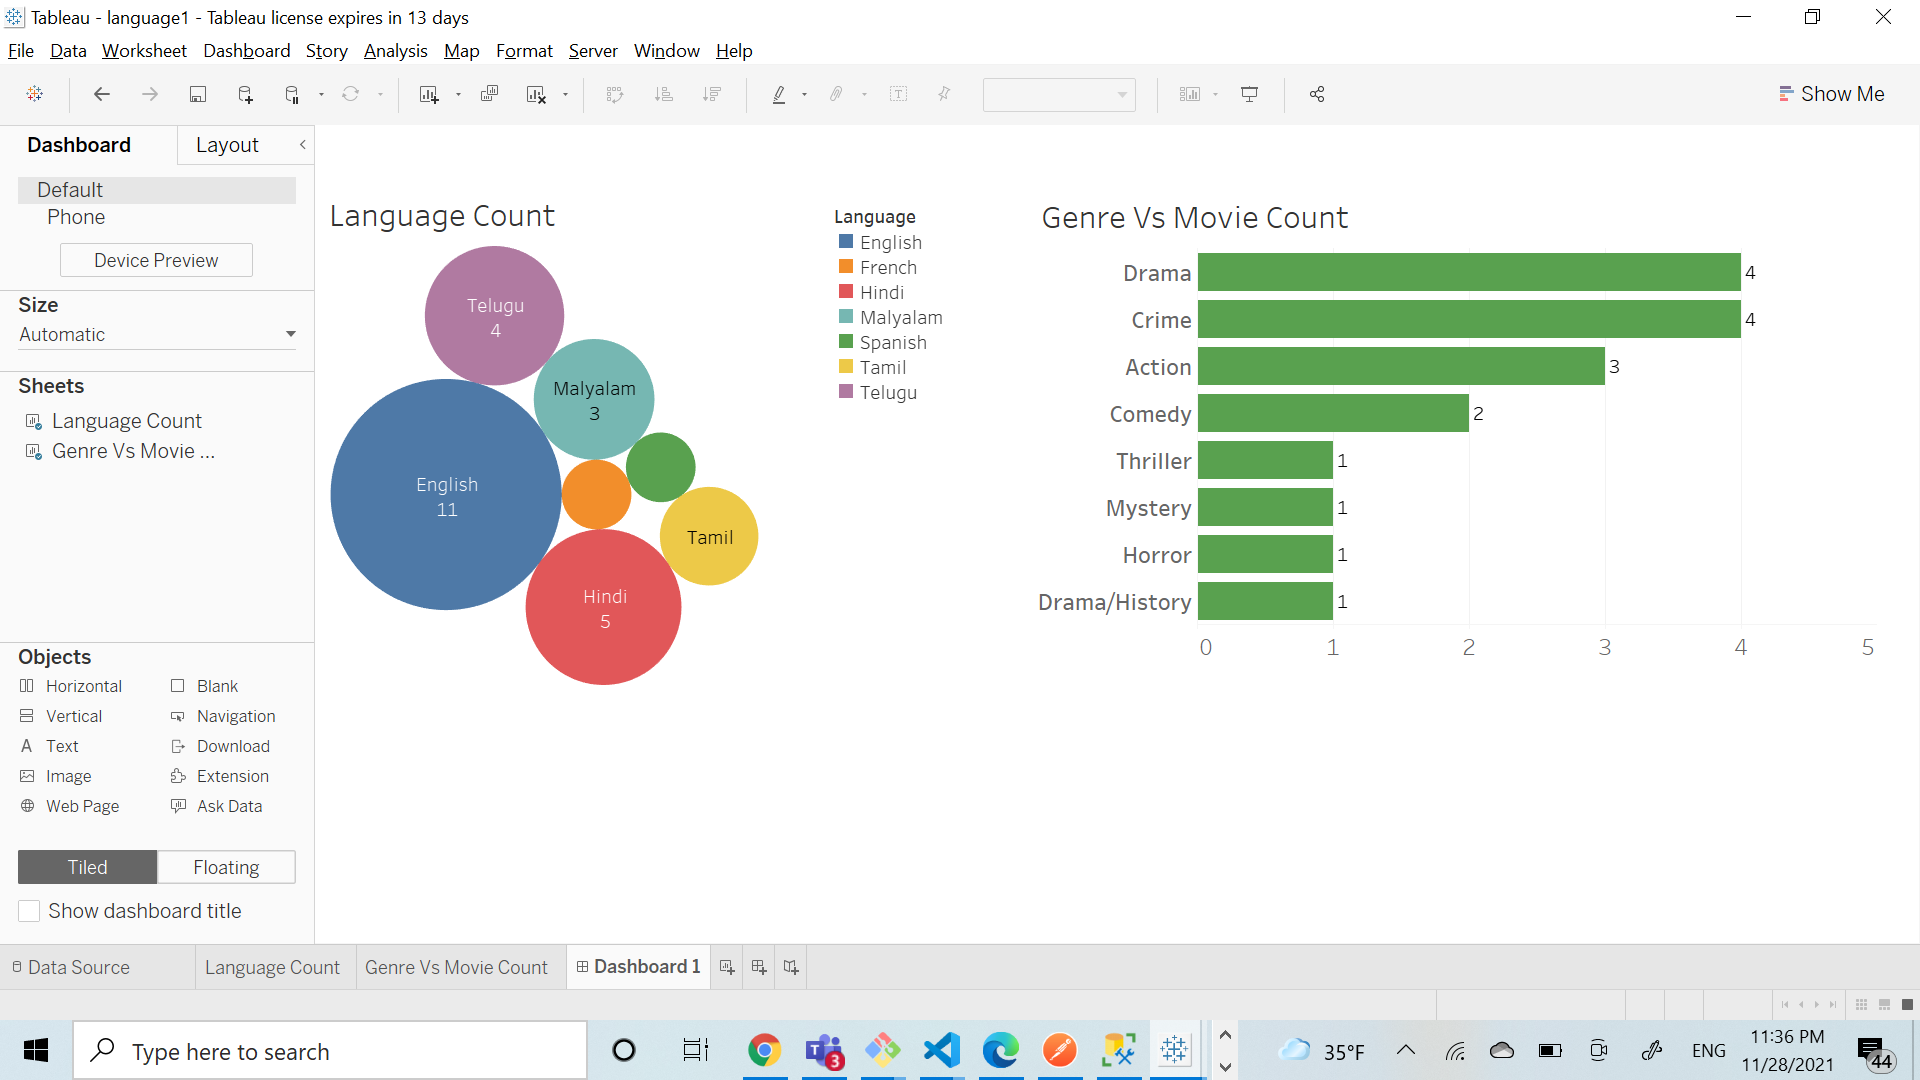 Tableau - language1 - Tableau license expires in 13 days
File Data Worksheet Dashboard Story Analysis Map Format Server Window Help
Show Me
Dashboard Layout
Default
Phone
Device Preview
Size
Automatic
Sheets
Language Count
Genre Vs Movie ...
Objects
Horizontal Blank
Vertical Navigation
Text Download
Image Extension
Web Page Ask Data
Tiled Floating
Show dashboard title
Language Count
Telugu
4
Malyalam
3
English
11
Tamil
Hindi
5
Language
English
French
Hindi
Malyalam
Spanish
Tamil
Telugu
Genre Vs Movie Count
Drama 4
Crime 4
Action 3
Comedy 2
Thriller 1
Mystery 1
Horror 1
Drama/History 1
0 1 2 3 4 5
Data Source Language Count Genre Vs Movie Count Dashboard 1
Type here to search
3
35°F
ENG
11:36 PM
11/28/2021
44